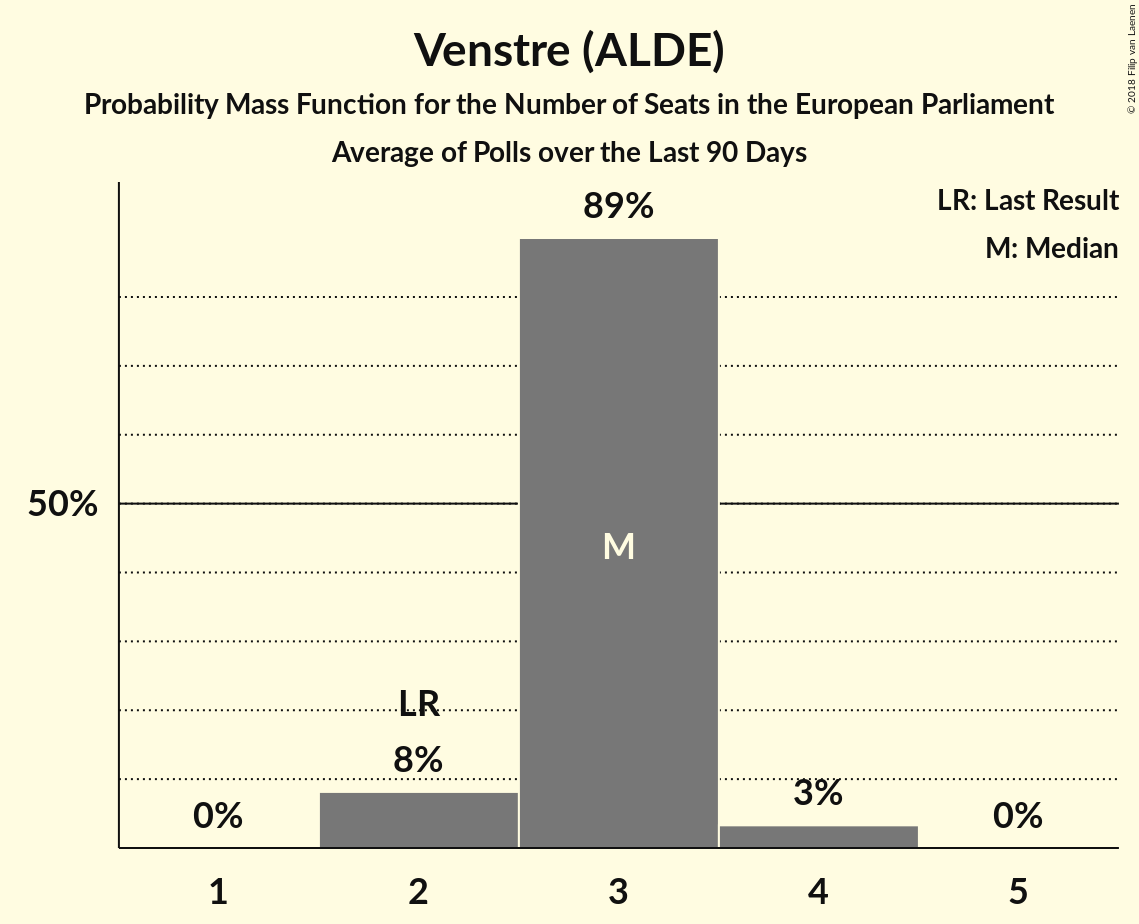 Venstre (ALDE)
Probability Mass Function for the Number of Seats in the European Parliament
Average of Polls over the Last 90 Days
© 2018 Filip van Laenen
LR: Last Result
M: Median
89%
50%
M
LR
8%
3%
0%
0%
1
2
3
4
5